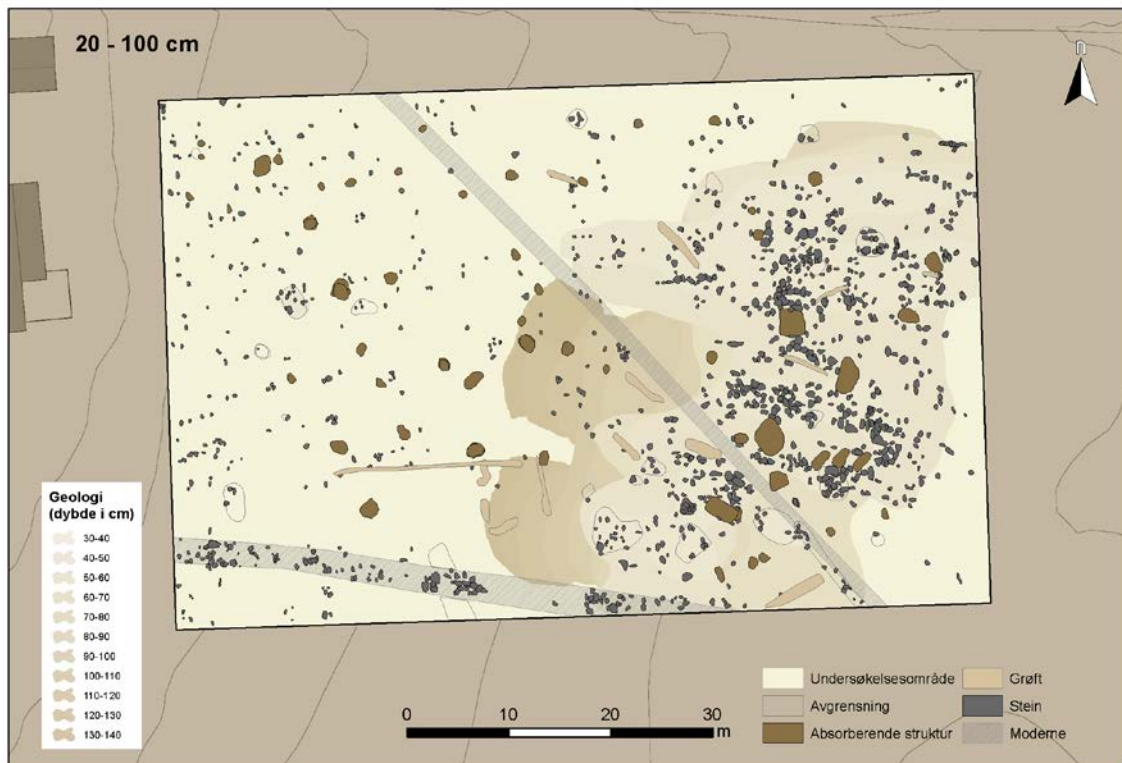 20 - 100 cm
n
Geologi
(dybde i cm)
30-40
40-50
50-60
60-70
70-80
80-90
90-100
100-110
110-120
120-130
130-140
0 10 20 30
m
Undersøkelsesområde
Avgrensning
Absorberende struktur
Grøft
Stein
Moderne